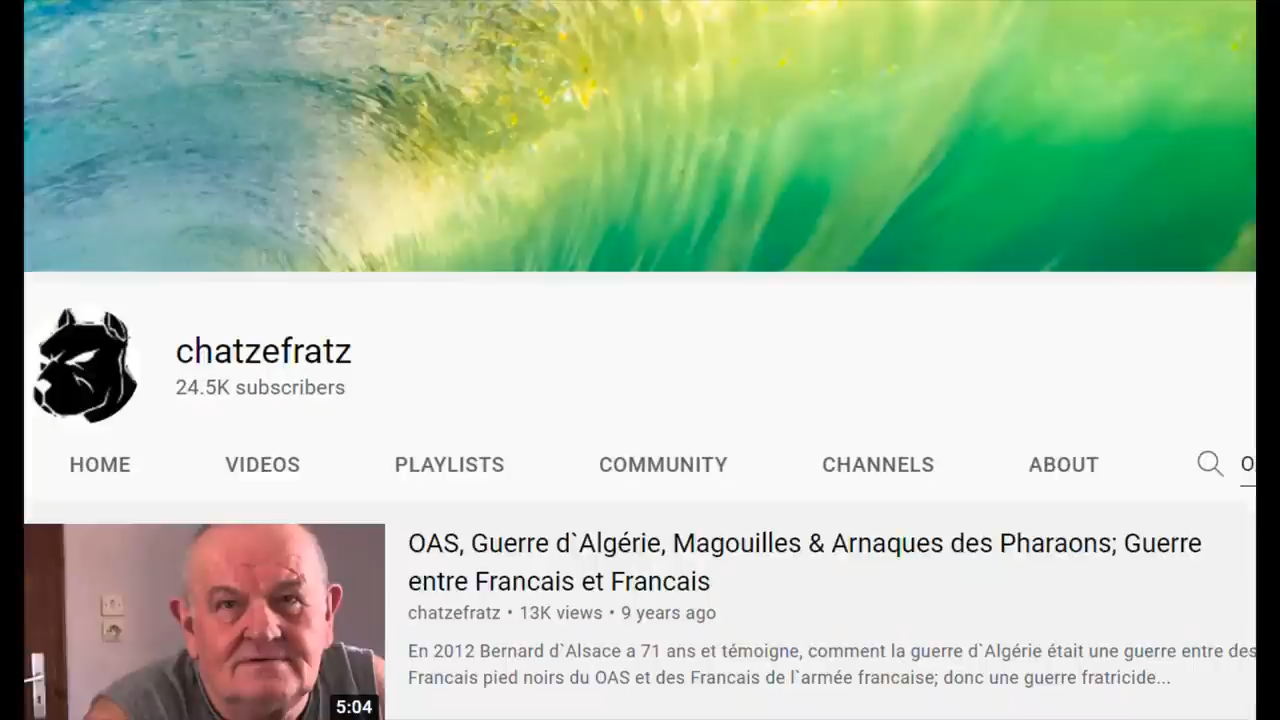 chatzefratz
24.5K subscribers
HOME VIDEOS PLAYLISTS COMMUNITY CHANNELS ABOUT
OAS, Guerre d`Algérie, Magouilles & Arnaques des Pharaons; Guerre
entre Francais et Francais
chatzefratz • 13K views • 9 years ago
En 2012 Bernard d`Alsace a 71 ans et témoigne, comment la guerre d`Algérie était une guerre entre des
Francais pied noirs du OAS et des Francais de l`armée francaise; donc une guerre fratricide...
5:04